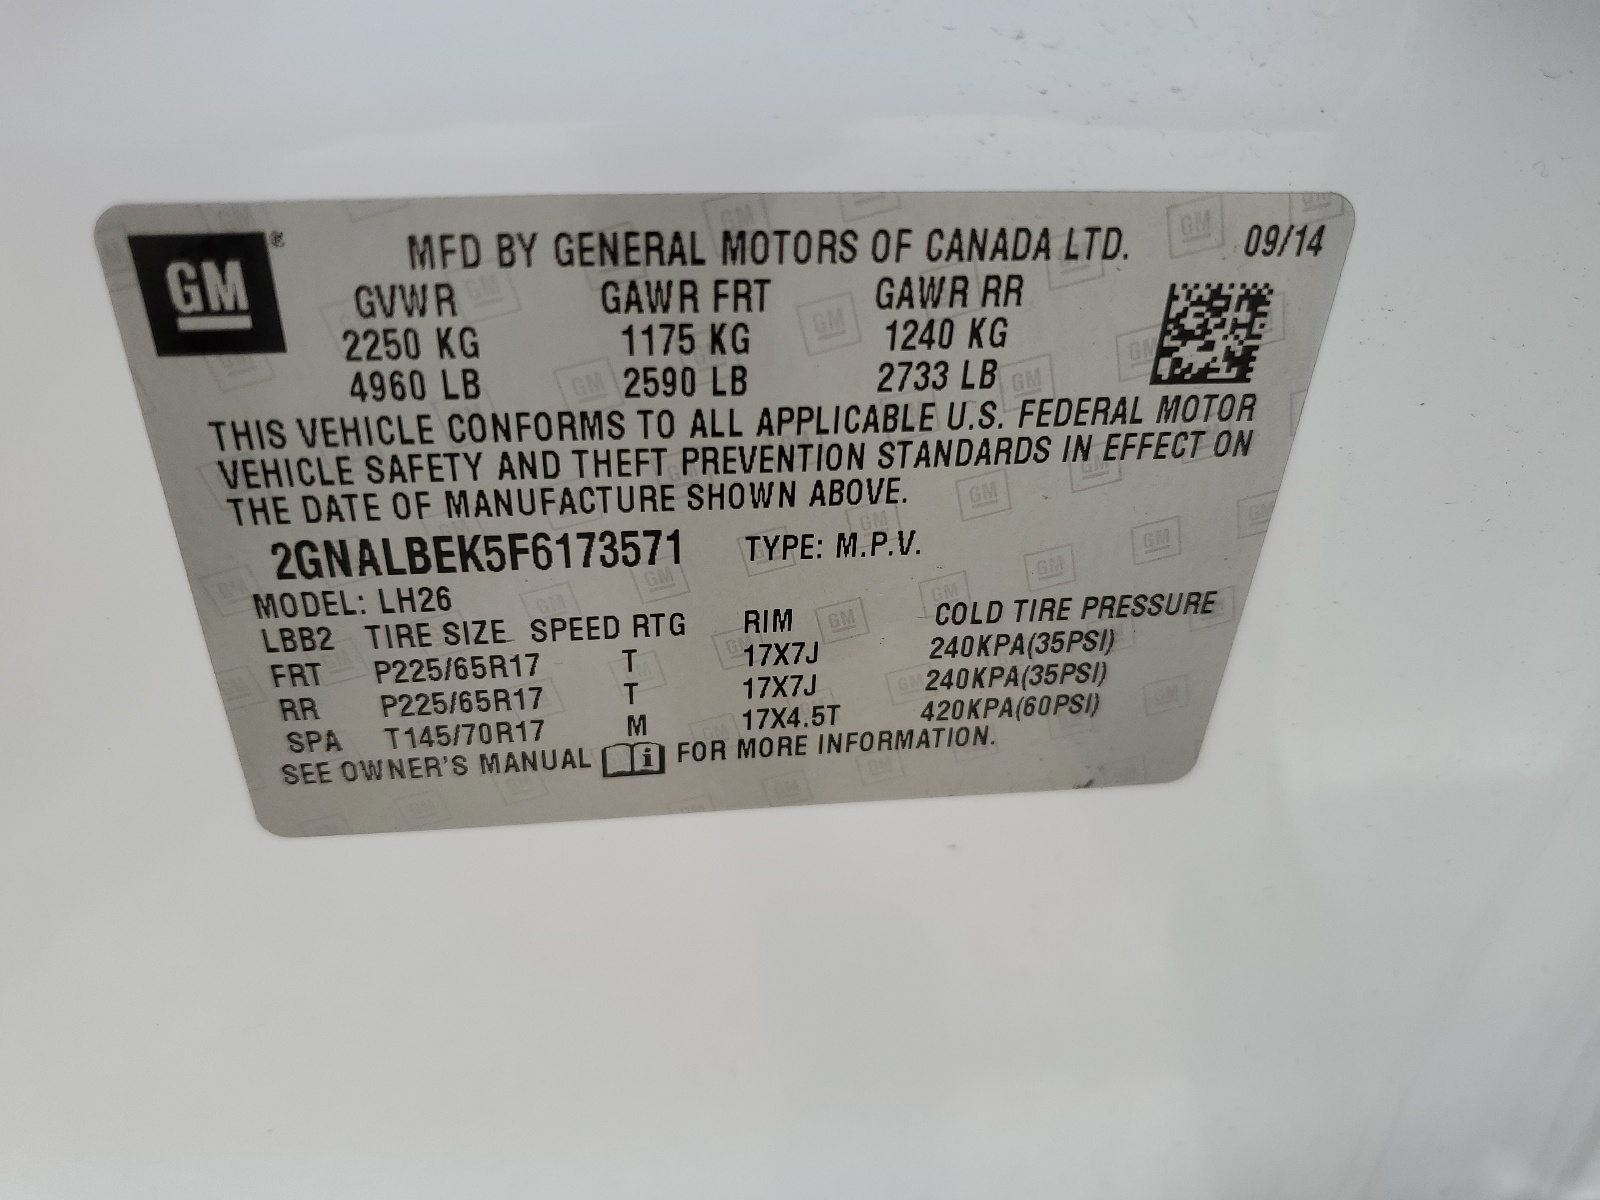 GM ® MFD BY GENERAL MOTORS OF CANADA LTD. 09/14
GVWR GAWR FRT GAWR RR
2250 KG 1175 KG 1240 KG
4960 LB 2590 LB 2733 LB
THIS VEHICLE CONFORMS TO ALL APPLICABLE U.S. FEDERAL MOTOR
VEHICLE SAFETY AND THEFT PREVENTION STANDARDS IN EFFECT ON
THE DATE OF MANUFACTURE SHOWN ABOVE.
2GNALBEK5F6173571 TYPE: M.P.V.
MODEL: LH26
LBB2 TIRE SIZE SPEED RTG RIM COLD TIRE PRESSURE
FRT P225/65R17 T 17X7J 240KPA(35PSI)
RR P225/65R17 T 17X7J 240KPA(35PSI)
SPA T145/70R17 M 17X4.5T 420KPA(60PSI)
SEE OWNER'S MANUAL i FOR MORE INFORMATION.